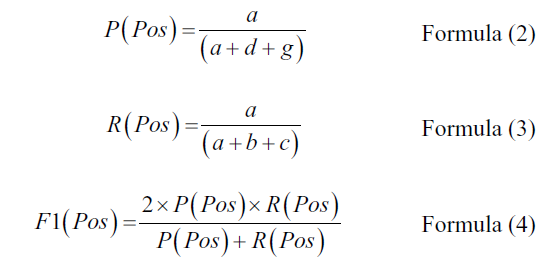 P(Pos)=a/(a+d+g) Formula (2)
R(Pos)=a/(a+b+c) Formula (3)
F1(Pos)=2×P(Pos)×R(Pos)/P(Pos)+R(Pos) Formula (4)